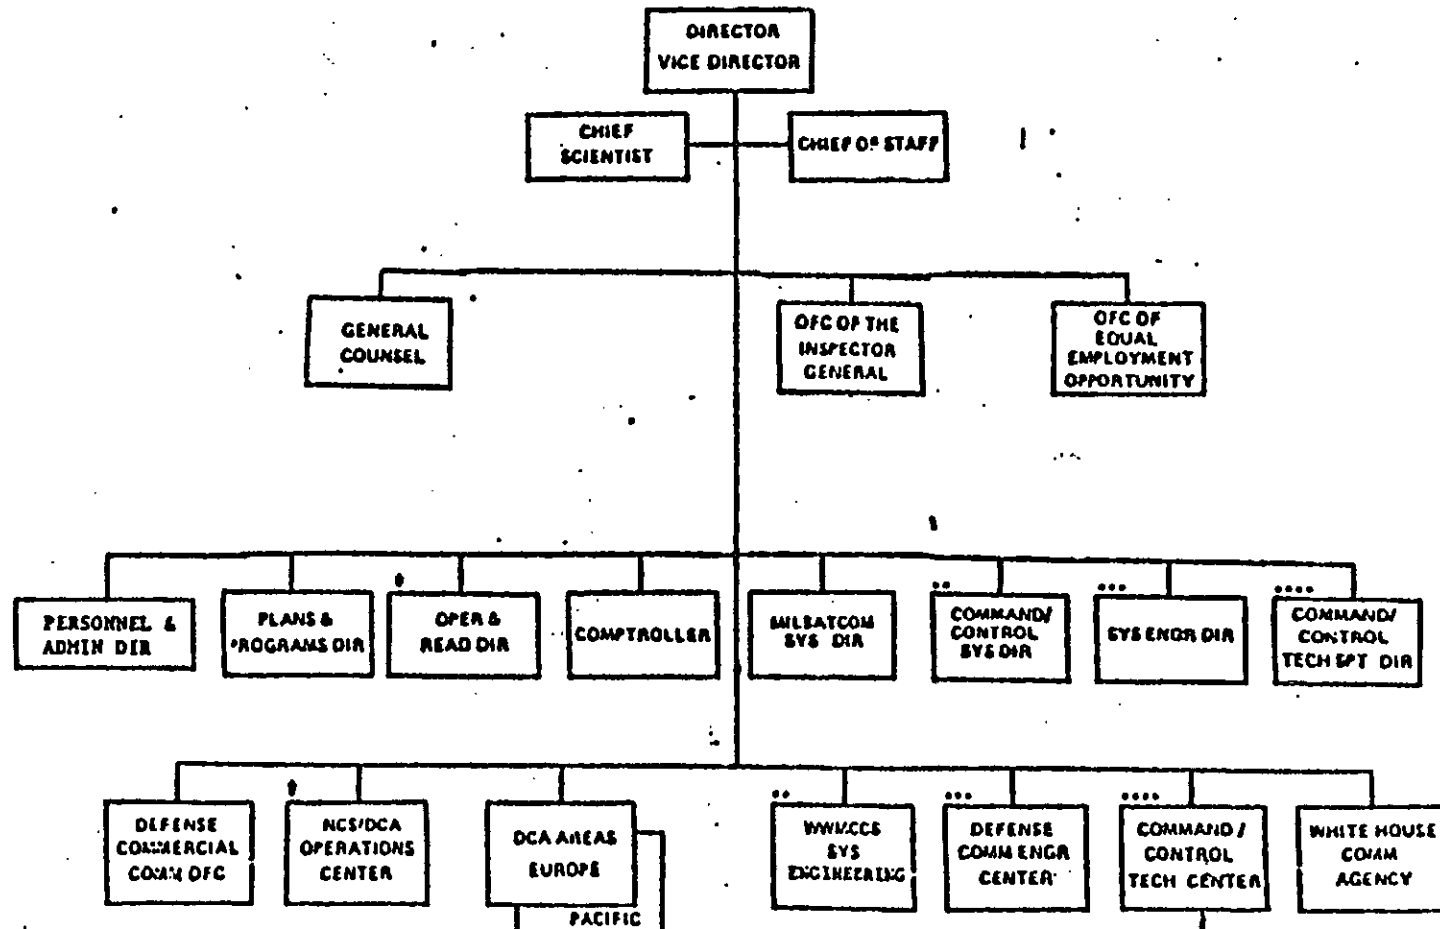 DIRECTOR
VICE DIRECTOR
CHIEF
SCIENTIST
CHIEF OF STAFF
GENERAL
COUNSEL
OFC OF THE
INSPECTOR
GENERAL
OFC OF
EQUAL
EMPLOYMENT
OPPORTUNITY
PERSONNEL &
ADMIN DIR
PLANS &
PROGRAMS DIR
†
OPER &
READ DIR
COMPTROLLER
MILSATCOM
SYS DIR
••
COMMAND/
CONTROL
SYS DIR
•••
SYS ENGR DIR
••••
COMMAND/
CONTROL
TECH SPT DIR
DEFENSE
COMMERCIAL
COMM OFC
†
NCS/DCA
OPERATIONS
CENTER
DCA AREAS
EUROPE
PACIFIC
••
WWMCCS
SYS
ENGINEERING
•••
DEFENSE
COMM ENGR
CENTER
••••
COMMAND/
CONTROL
TECH CENTER
WHITE HOUSE
COMM
AGENCY